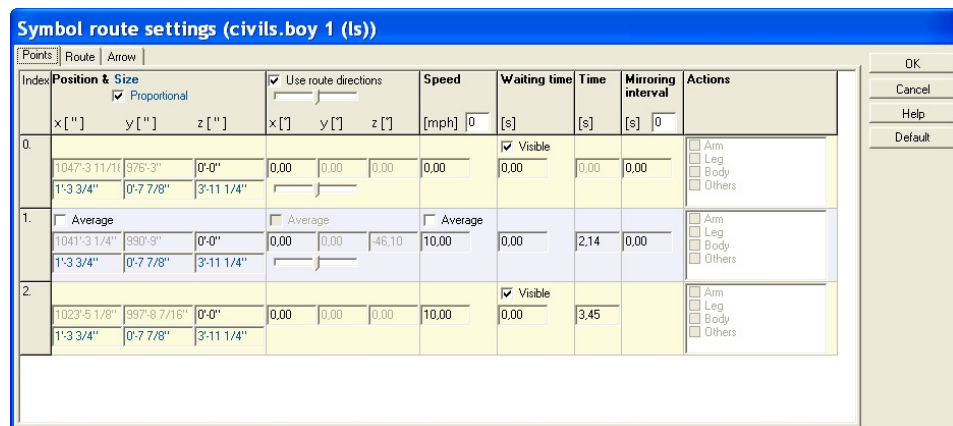 Symbol route settings (civils.boy 1 (ls))
Points Route Arrow
OK
Cancel
Help
Default
Index Position & Size Use route directions Speed Waiting time Time Mirroring interval Actions
Proportional
x [''] y [''] z [''] x [°] y [°] z [°] [mph] 0 [s] [s] [s] 0
0. Visible Arm
Leg
1047'-3 11/16 976'-3'' 0'-0'' 0,00 0,00 0,00 0,00 0,00 0,00 0,00 Body
1'-3 3/4'' 0'-7 7/8'' 3'-11 1/4'' Others
1. Average Average Average Arm
Leg
1041'-3 1/4'' 990'-9'' 0'-0'' 0,00 0,00 -46,10 10,00 0,00 2,14 0,00 Body
1'-3 3/4'' 0'-7 7/8'' 3'-11 1/4'' Others
2. Visible Arm
Leg
1023'-5 1/8'' 997'-8 7/16'' 0'-0'' 0,00 0,00 0,00 10,00 0,00 3,45 Body
1'-3 3/4'' 0'-7 7/8'' 3'-11 1/4'' Others